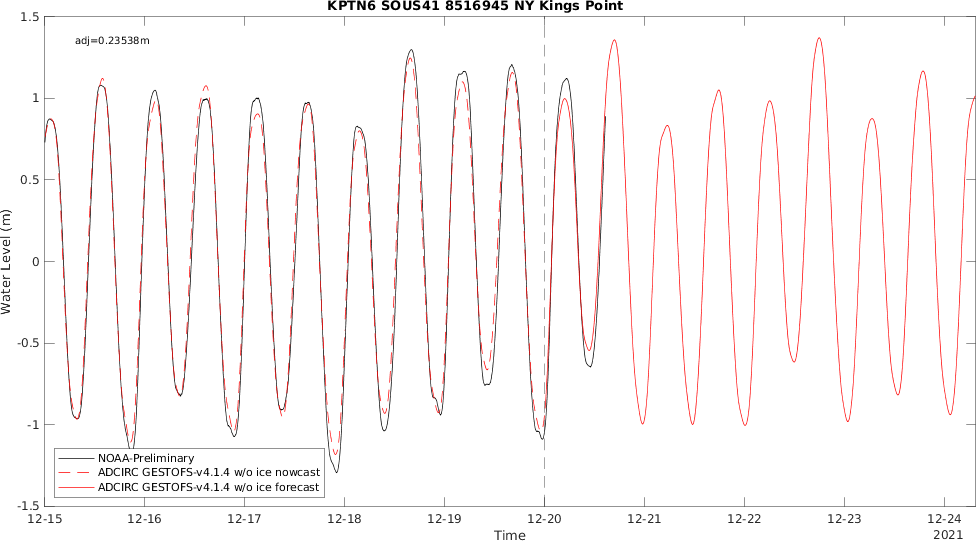 KPTN6 SOUS41 8516945 NY Kings Point
adj=0.23538m
1.5
1
0.5
0
-0.5
-1
-1.5
Water Level (m)
NOAA-Preliminary
ADCIRC GESTOFS-v4.1.4 w/o ice nowcast
ADCIRC GESTOFS-v4.1.4 w/o ice forecast
12-15 12-16 12-17 12-18 12-19 12-20 12-21 12-22 12-23 12-24
Time
2021